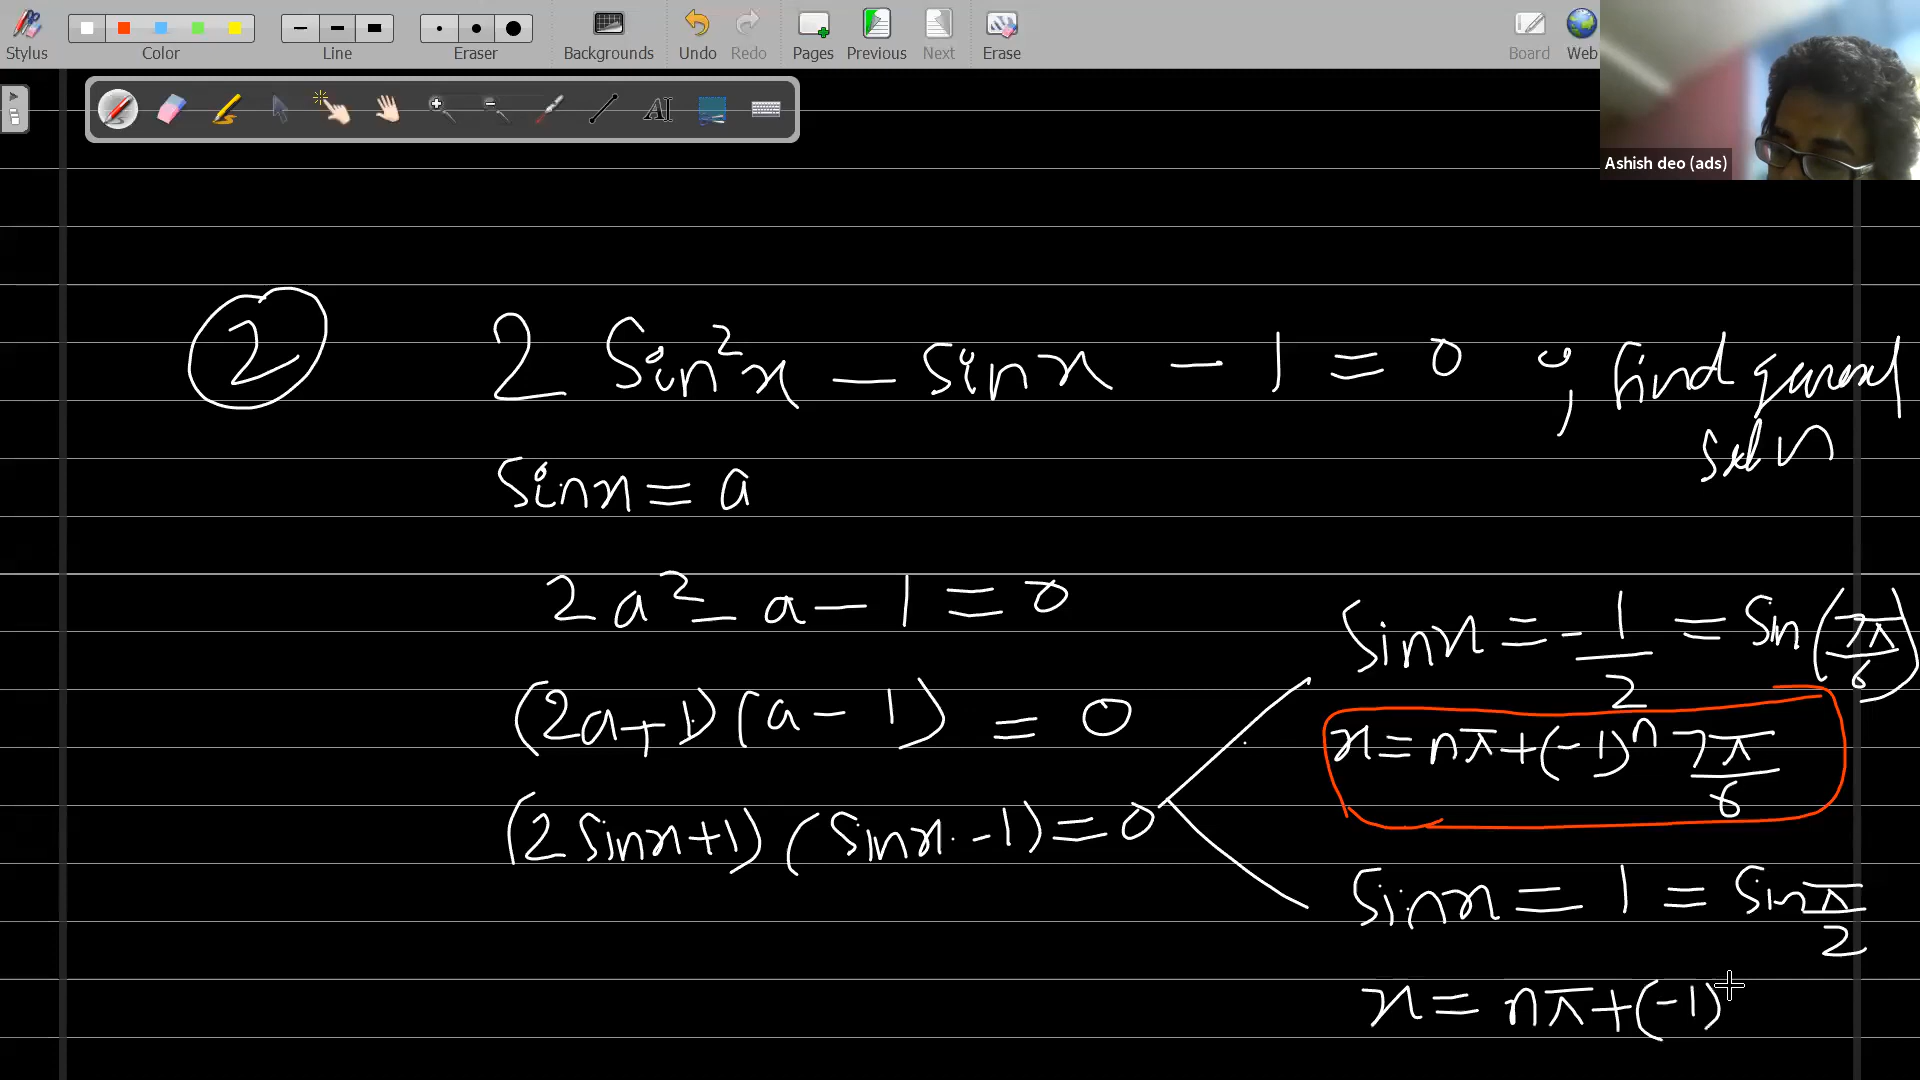 Stylus Color Line Eraser Backgrounds Undo Redo Pages Previous Next Erase Board Web
AI
Ashish deo (ads)
② 2 Sin²x - sinx - 1 = 0 ; find general
soln
Sinx = a
2a² - a - 1 = 0
(2a+1)(a - 1) = 0
(2Sinx+1)(Sinx - 1) = 0
Sinx = -1/2 = Sin(7π/6)
x = nπ + (-1)ⁿ 7π/6
Sinx = 1 = Sin π/2
x = nπ + (-1)